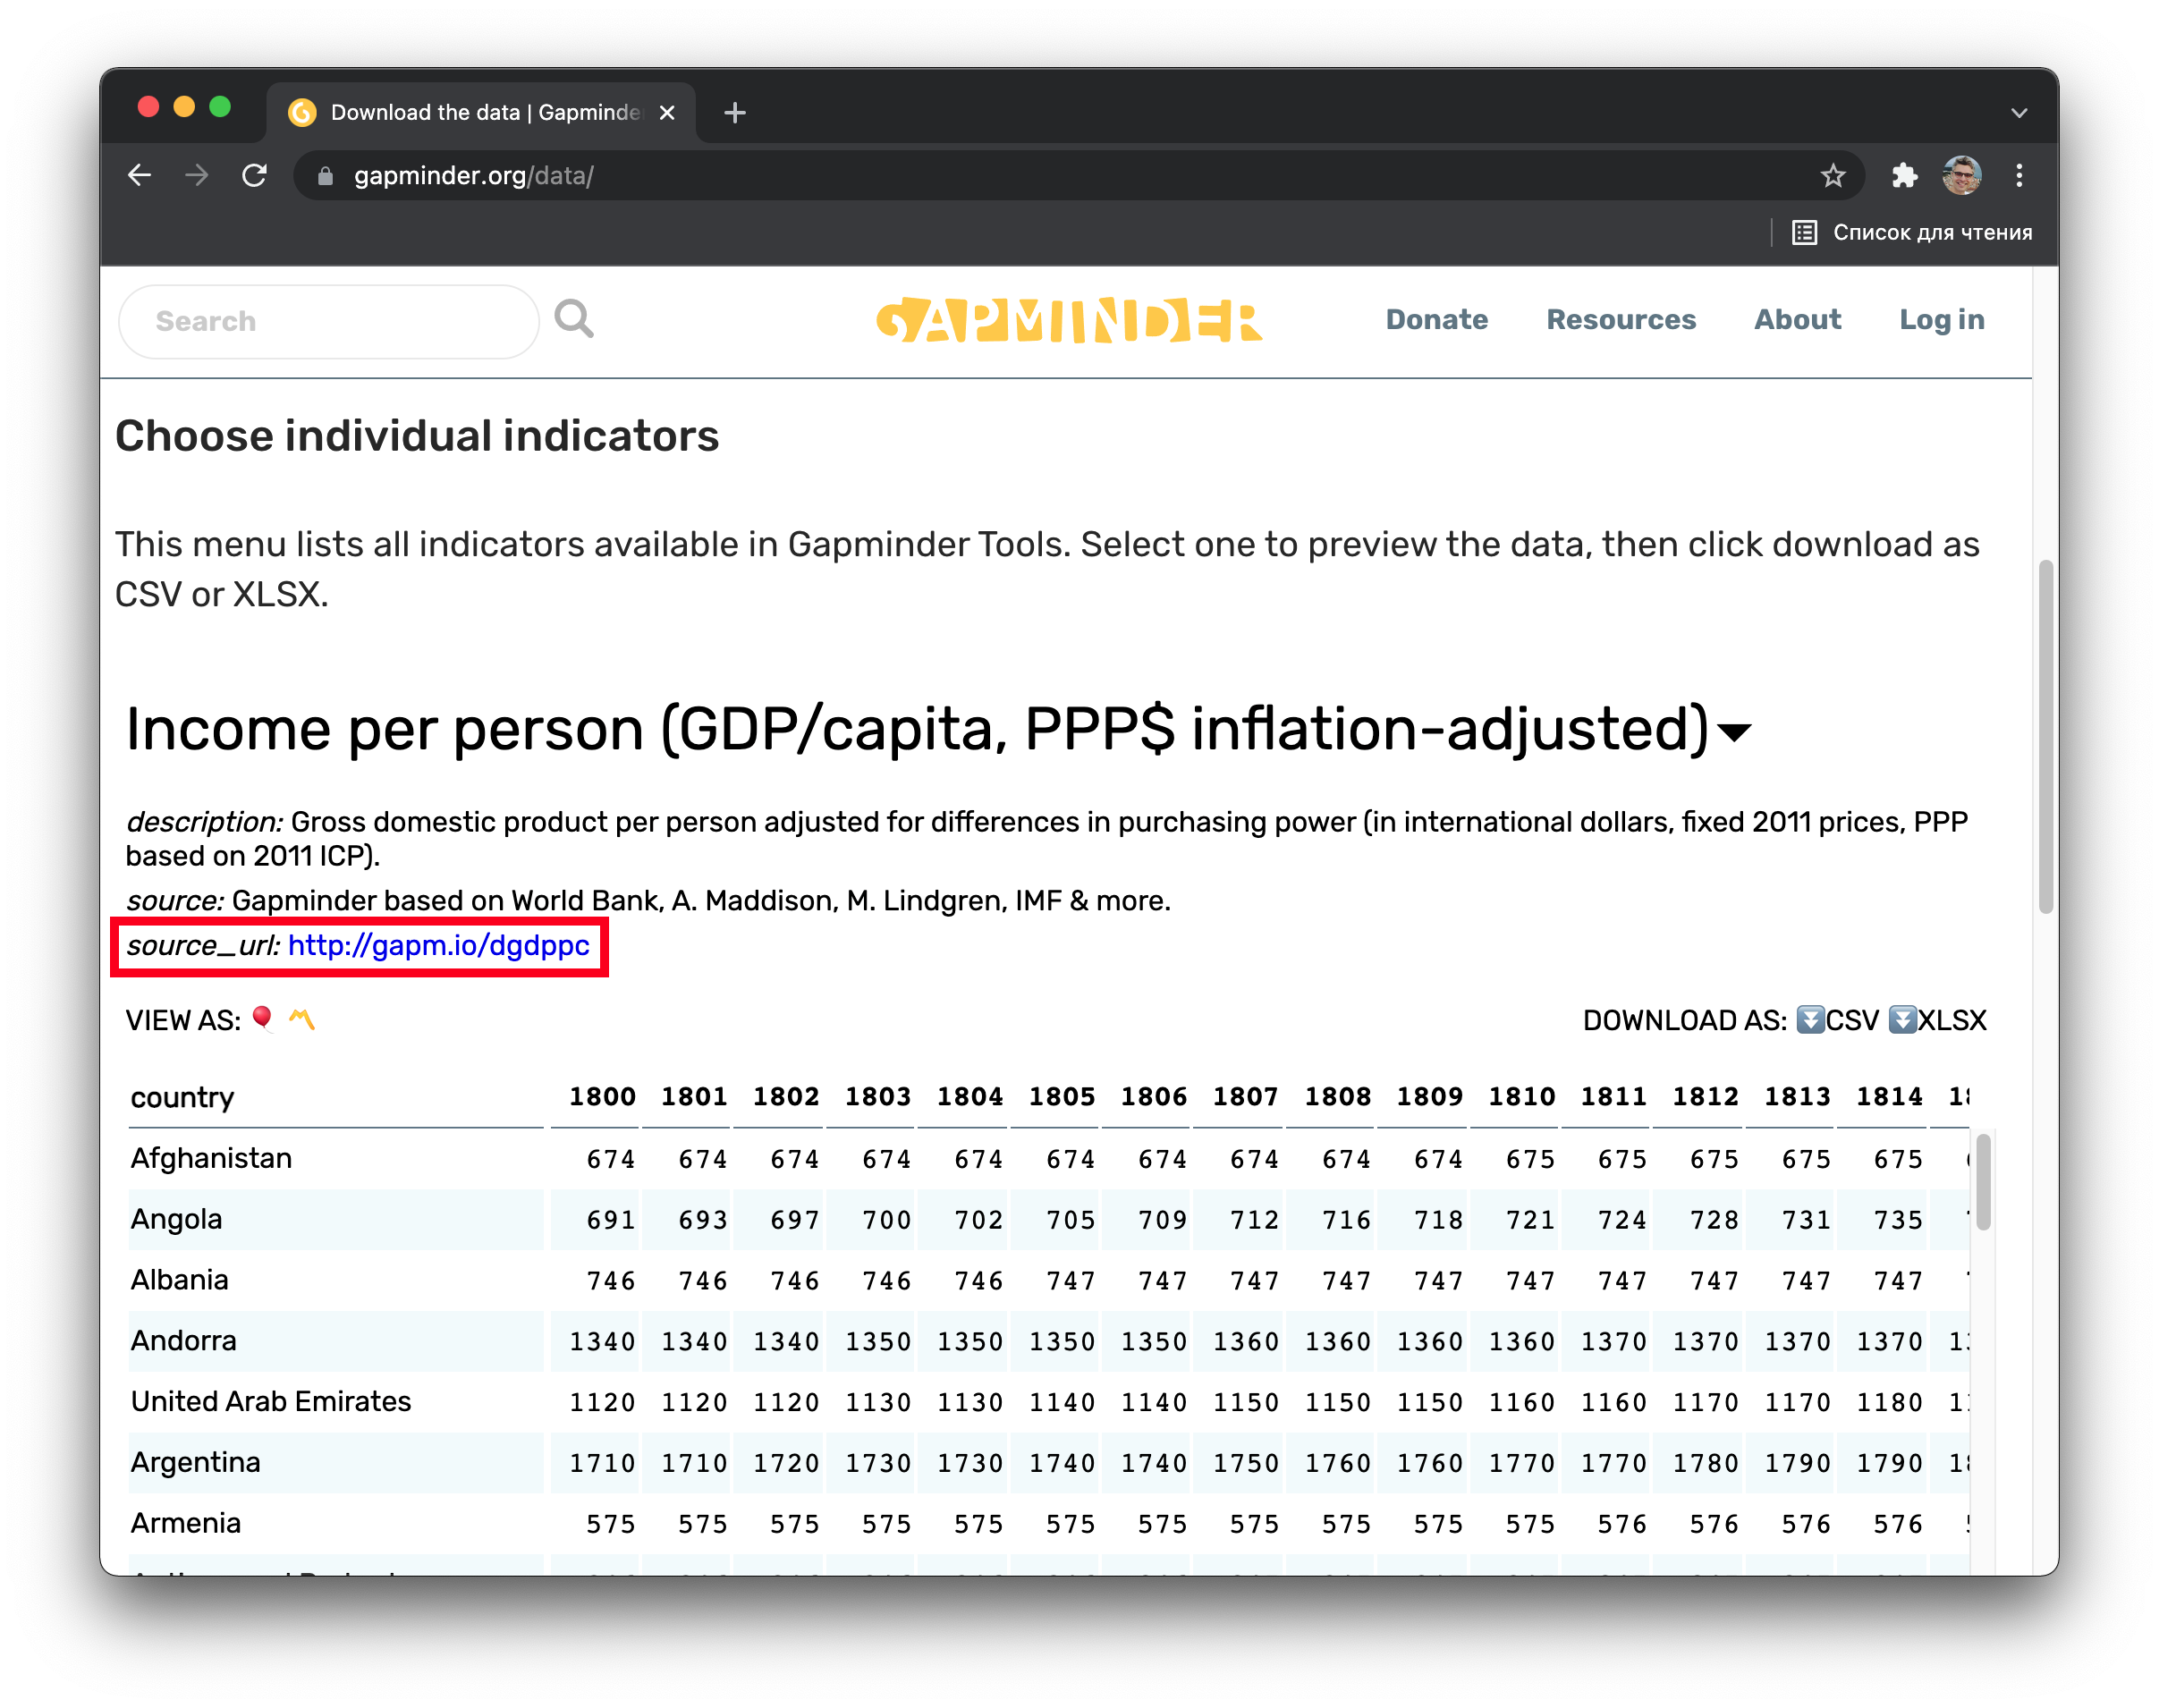 Download the data | Gapminde
gapminder.org/data/
Список для чтения
Search
GAPMINDER
Donate Resources About Log in
Choose individual indicators
This menu lists all indicators available in Gapminder Tools. Select one to preview the data, then click download as
CSV or XLSX.
Income per person (GDP/capita, PPP$ inflation-adjusted)
description: Gross domestic product per person adjusted for differences in purchasing power (in international dollars, fixed 2011 prices, PPP
based on 2011 ICP).
source: Gapminder based on World Bank, A. Maddison, M. Lindgren, IMF & more.
source_url: http://gapm.io/dgdppc
VIEW AS:
DOWNLOAD AS: CSV XLSX
country 1800 1801 1802 1803 1804 1805 1806 1807 1808 1809 1810 1811 1812 1813 1814
Afghanistan 674 674 674 674 674 674 674 674 674 674 675 675 675 675 675
Angola 691 693 697 700 702 705 709 712 716 718 721 724 728 731 735
Albania 746 746 746 746 746 747 747 747 747 747 747 747 747 747 747
Andorra 1340 1340 1340 1350 1350 1350 1350 1360 1360 1360 1360 1370 1370 1370 1370
United Arab Emirates 1120 1120 1120 1130 1130 1140 1140 1150 1150 1150 1160 1160 1170 1170 1180
Argentina 1710 1710 1720 1730 1730 1740 1740 1750 1760 1760 1770 1770 1780 1790 1790
Armenia 575 575 575 575 575 575 575 575 575 575 575 576 576 576 576